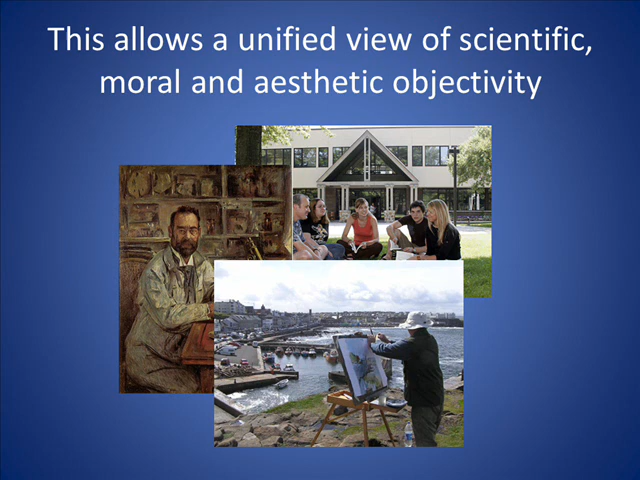 This allows a unified view of scientific,
moral and aesthetic objectivity